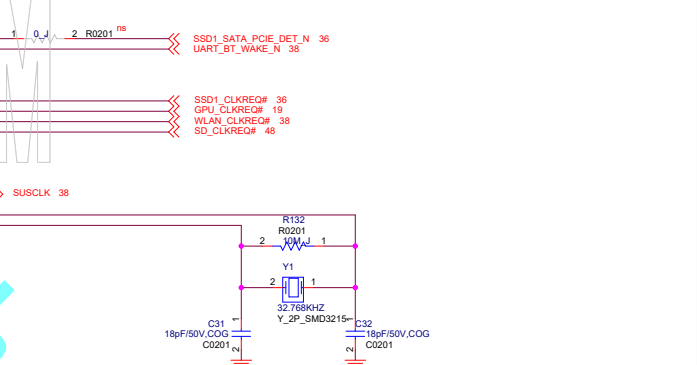 ns
1 0_J 2 R0201
SSD1_SATA_PCIE_DET_N 36
UART_BT_WAKE_N 38
SSD1_CLKREQ# 36
GPU_CLKREQ# 19
WLAN_CLKREQ# 38
SD_CLKREQ# 48
SUSCLK 38
R132
R0201
2 10M_J 1
Y1
2 1
32.768KHZ
Y_2P_SMD3215
1 1
C31 C32
18pF/50V,COG 18pF/50V,COG
C0201 C0201
2 2